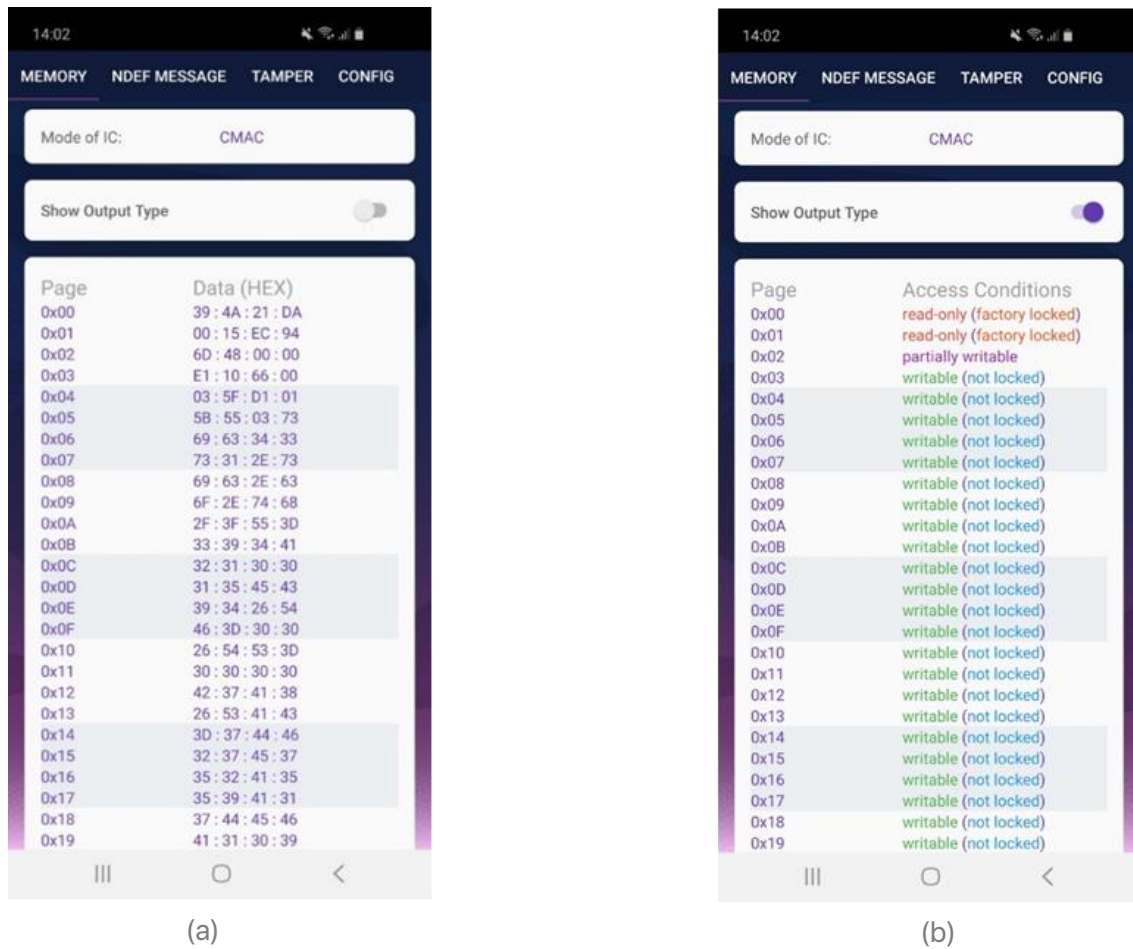 14:02
MEMORY NDEF MESSAGE TAMPER CONFIG
Mode of IC: CMAC
Show Output Type
Page Data (HEX)
0x00 39 : 4A : 21 : DA
0x01 00 : 15 : EC : 94
0x02 6D : 48 : 00 : 00
0x03 E1 : 10 : 66 : 00
0x04 03 : 5F : D1 : 01
0x05 5B : 55 : 03 : 73
0x06 69 : 63 : 34 : 33
0x07 73 : 31 : 2E : 73
0x08 69 : 63 : 2E : 63
0x09 6F : 2E : 74 : 68
0x0A 2F : 3F : 55 : 3D
0x0B 33 : 39 : 34 : 41
0x0C 32 : 31 : 30 : 30
0x0D 31 : 35 : 45 : 43
0x0E 39 : 34 : 26 : 54
0x0F 46 : 3D : 30 : 30
0x10 26 : 54 : 53 : 3D
0x11 30 : 30 : 30 : 30
0x12 42 : 37 : 41 : 38
0x13 26 : 53 : 41 : 43
0x14 3D : 37 : 44 : 46
0x15 32 : 37 : 45 : 37
0x16 35 : 32 : 41 : 35
0x17 35 : 39 : 41 : 31
0x18 37 : 44 : 45 : 46
0x19 41 : 31 : 30 : 39
(a)
14:02
MEMORY NDEF MESSAGE TAMPER CONFIG
Mode of IC: CMAC
Show Output Type
Page Access Conditions
0x00 read-only (factory locked)
0x01 read-only (factory locked)
0x02 partially writable
0x03 writable (not locked)
0x04 writable (not locked)
0x05 writable (not locked)
0x06 writable (not locked)
0x07 writable (not locked)
0x08 writable (not locked)
0x09 writable (not locked)
0x0A writable (not locked)
0x0B writable (not locked)
0x0C writable (not locked)
0x0D writable (not locked)
0x0E writable (not locked)
0x0F writable (not locked)
0x10 writable (not locked)
0x11 writable (not locked)
0x12 writable (not locked)
0x13 writable (not locked)
0x14 writable (not locked)
0x15 writable (not locked)
0x16 writable (not locked)
0x17 writable (not locked)
0x18 writable (not locked)
0x19 writable (not locked)
(b)